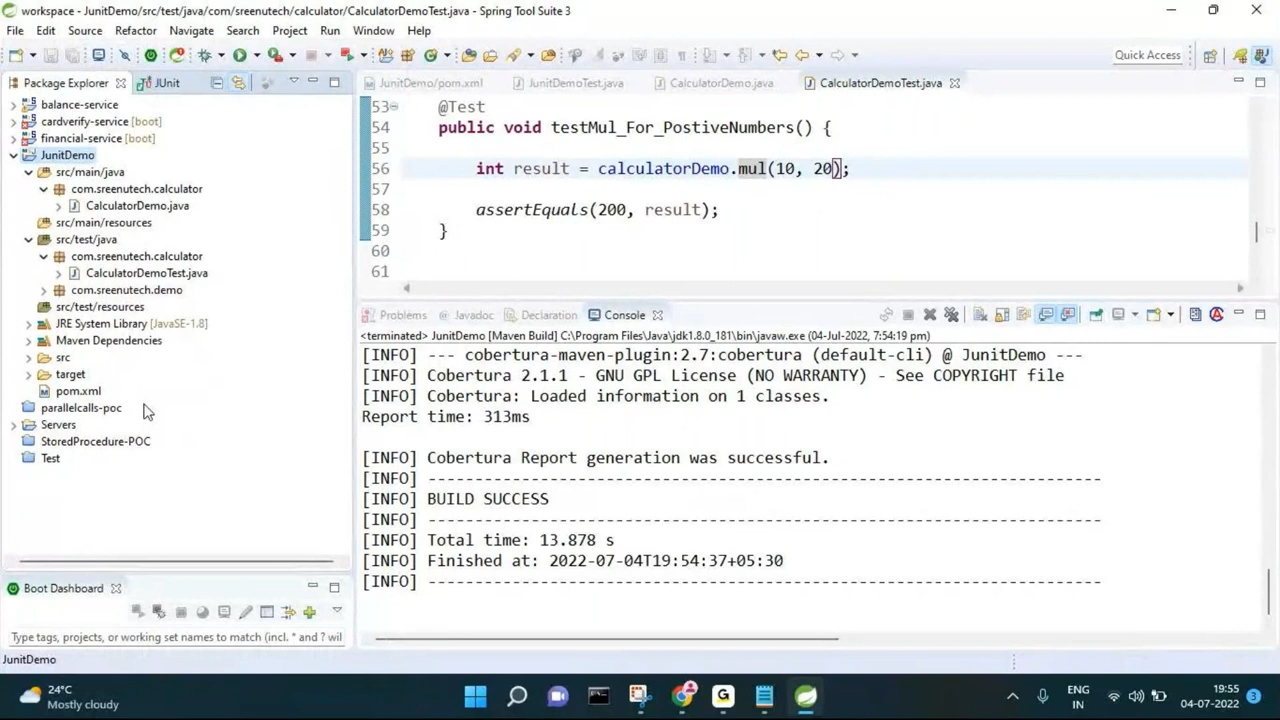 workspace - JunitDemo/src/test/java/com/sreenutech/calculator/CalculatorDemoTest.java - Spring Tool Suite 3
File Edit Source Refactor Navigate Search Project Run Window Help
Quick Access
Package Explorer JUnit
balance-service
cardverify-service [boot]
financial-service [boot]
JunitDemo
src/main/java
com.sreenutech.calculator
CalculatorDemo.java
src/main/resources
src/test/java
com.sreenutech.calculator
CalculatorDemoTest.java
com.sreenutech.demo
src/test/resources
JRE System Library [JavaSE-1.8]
Maven Dependencies
src
target
pom.xml
parallelcalls-poc
Servers
StoredProcedure-POC
Test
Boot Dashboard
Type tags, projects, or working set names to match (incl. * and ? wil
JunitDemo
JunitDemo/pom.xml JunitDemoTest.java CalculatorDemo.java CalculatorDemoTest.java
53 @Test
54 public void testMul_For_PostiveNumbers() {
56 int result = calculatorDemo.mul(10, 20);
57
58 assertEquals(200, result);
59 }
60
61
Problems Javadoc Declaration Console
<terminated> JunitDemo [Maven Build] C:\Program Files\Java\jdk1.8.0_181\bin\javaw.exe (04-Jul-2022, 7:54:19 PM)
[INFO] --- cobertura-maven-plugin:2.7:cobertura (default-cli) @ JunitDemo ---
[INFO] Cobertura 2.1.1 - GNU GPL License (NO WARRANTY) - See COPYRIGHT file
[INFO] Cobertura: Loaded information on 1 classes.
Report time: 313ms
[INFO] Cobertura Report generation was successful.
[INFO] ------------------------------------------------------------------------
[INFO] BUILD SUCCESS
[INFO] ------------------------------------------------------------------------
[INFO] Total time: 13.878 s
[INFO] Finished at: 2022-07-04T19:54:37+05:30
[INFO] ------------------------------------------------------------------------
24°C
Mostly cloudy
ENG
IN
19:55
04-07-2022
3